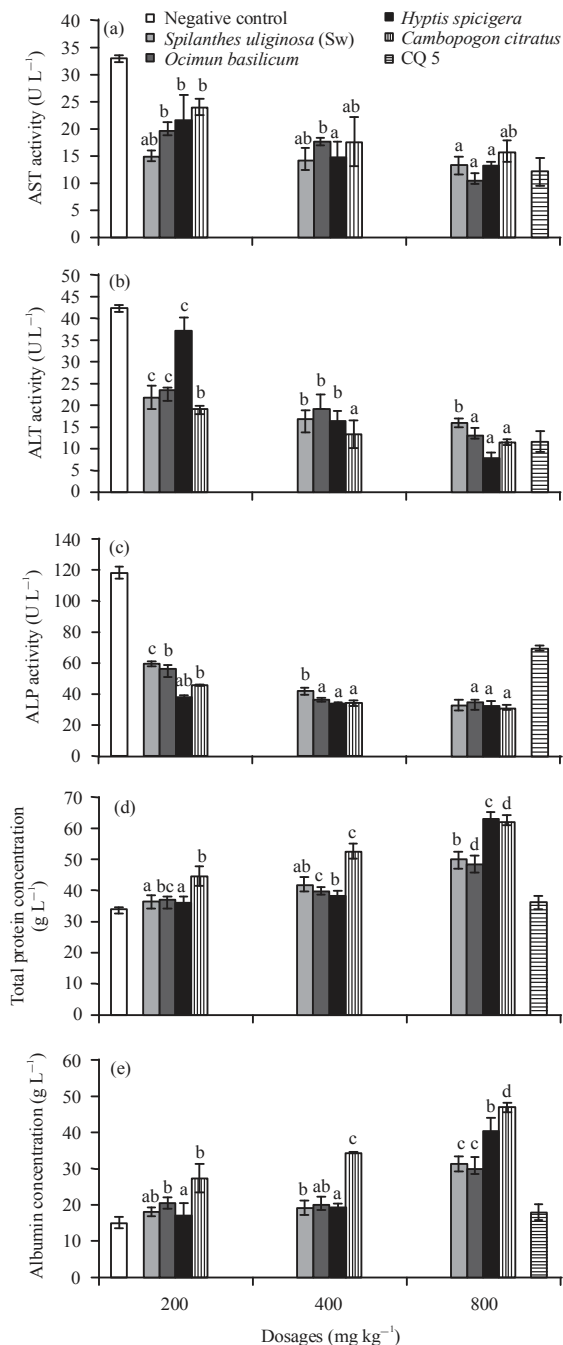 (a)
Negative control
Spilanthes uliginosa (Sw)
Ocimun basilicum
Hyptis spicigera
Cambopogon citratus
CQ 5
AST activity (U L⁻¹)
40
35
30
25
20
15
10
5
0
ab b b b
ab b a ab
a a a ab
(b)
ALT activity (U L⁻¹)
50
45
40
35
30
25
20
15
10
5
0
c c c b
b b b a
b a a a
(c)
ALP activity (U L⁻¹)
140
120
100
80
60
40
20
0
c b ab b
b a a a
a a a
(d)
Total protein concentration
(g L⁻¹)
70
60
50
40
30
20
10
0
a bc a b
ab c b c
b d c d
(e)
Albumin concentration (g L⁻¹)
60
50
40
30
20
10
0
ab b a b
b ab a c
c c b d
200 400 800
Dosages (mg kg⁻¹)